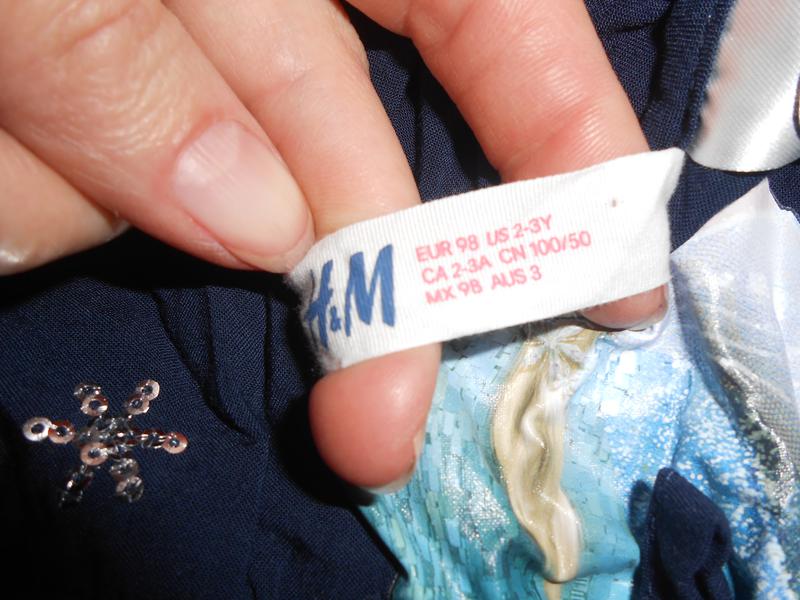 H&M
EUR 98 US 2-3Y
CA 2-3A CN 100/50
MX 98 AUS 3